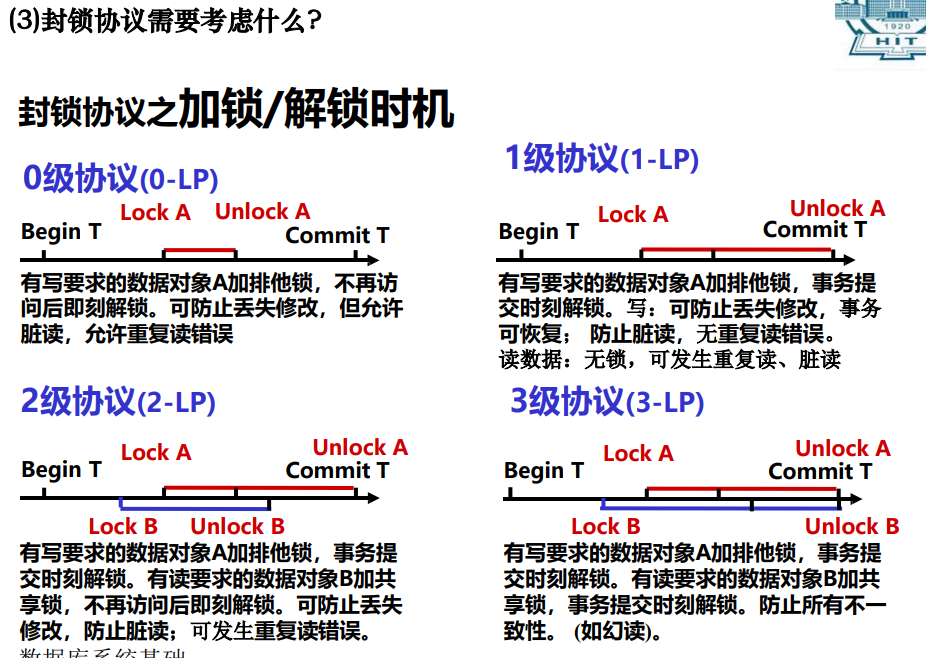 (3)封锁协议需要考虑什么?
1920
HIT
封锁协议之加锁/解锁时机
0级协议(0-LP)
Lock A Unlock A
Begin T
Commit T
有写要求的数据对象A加排他锁，不再访
问后即刻解锁。可防止丢失修改，但允许
脏读，允许重复读错误
1级协议(1-LP)
Lock A
Unlock A
Begin T
Commit T
有写要求的数据对象A加排他锁，事务提
交时刻解锁。写：可防止丢失修改，事务
可恢复； 防止脏读，无重复读错误。
读数据：无锁，可发生重复读、脏读
2级协议(2-LP)
Lock A
Unlock A
Begin T
Commit T
Lock B Unlock B
有写要求的数据对象A加排他锁，事务提
交时刻解锁。有读要求的数据对象B加共
享锁，不再访问后即刻解锁。可防止丢失
修改，防止脏读；可发生重复读错误。
3级协议(3-LP)
Lock A
Unlock A
Begin T
Commit T
Lock B
Unlock B
有写要求的数据对象A加排他锁，事务提
交时刻解锁。有读要求的数据对象B加共
享锁，事务提交时刻解锁。防止所有不一
致性。 (如幻读)。
数据库系统基础